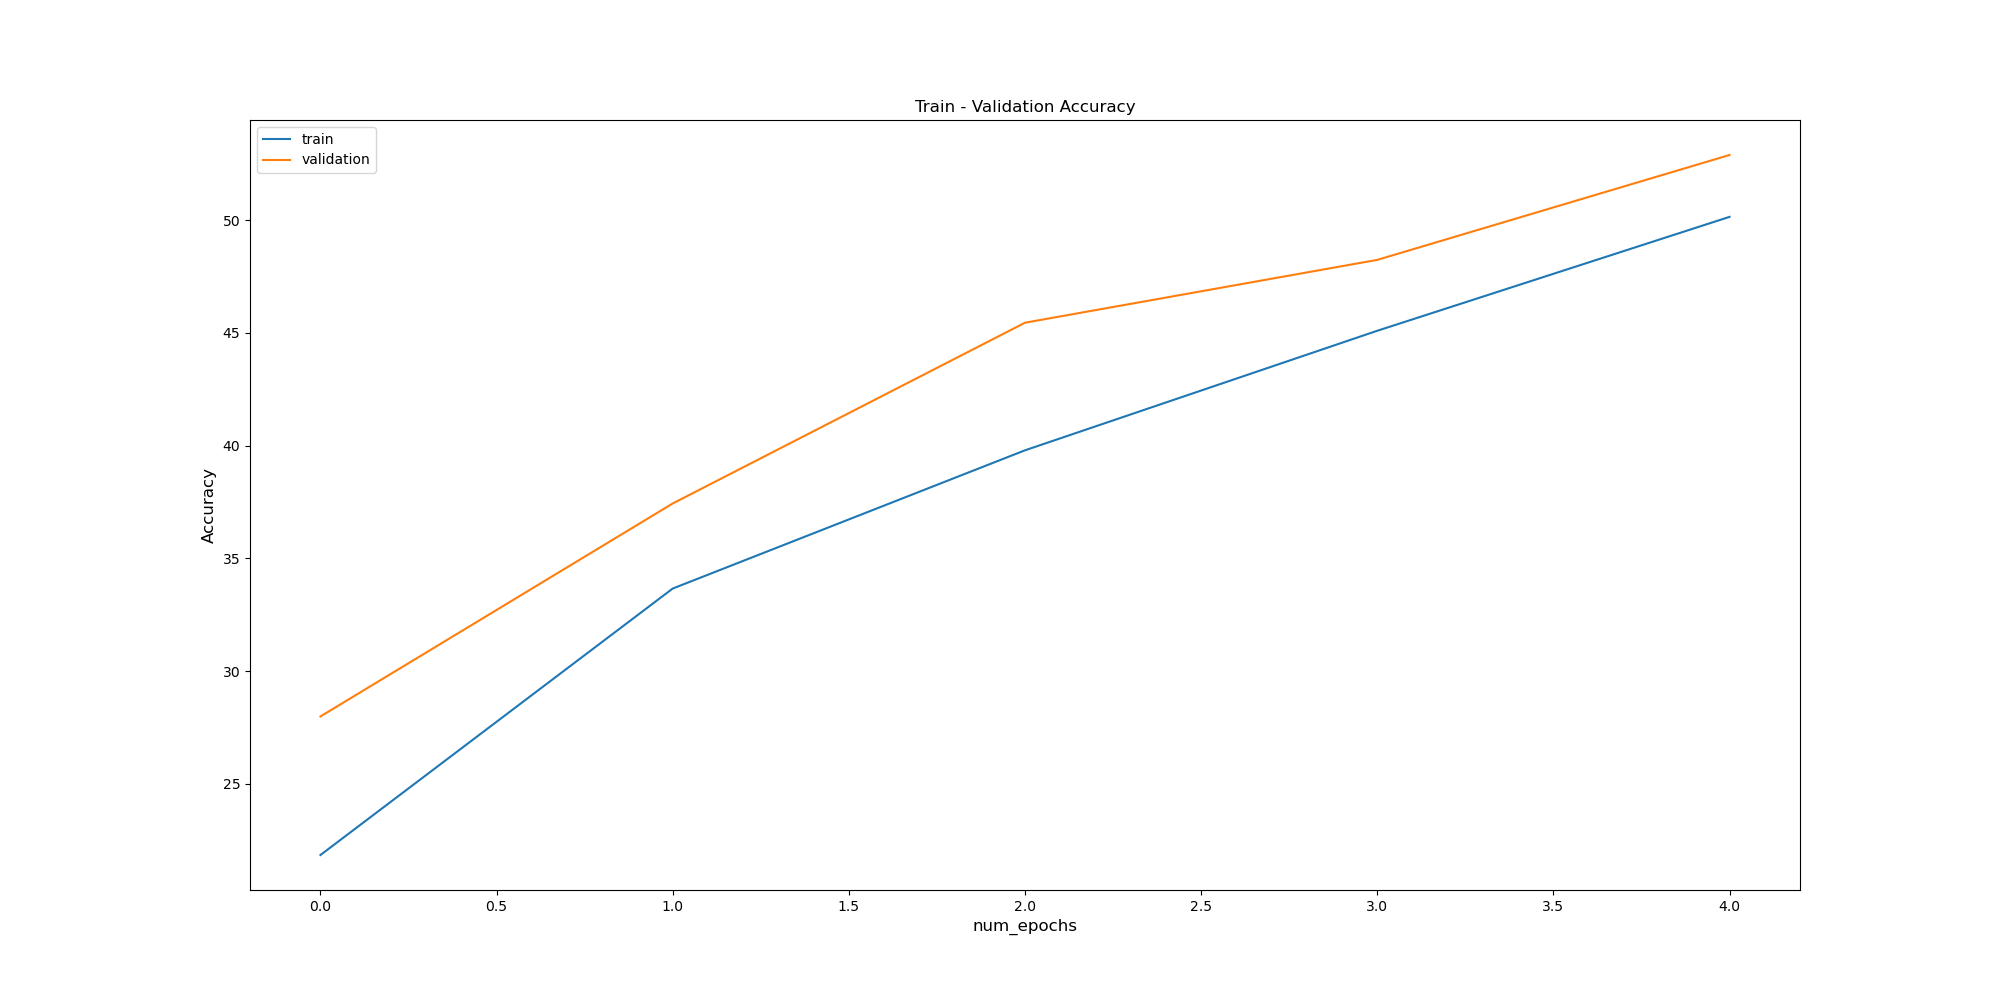 Train - Validation Accuracy
train
validation
50
45
40
35
30
25
Accuracy
0.0 0.5 1.0 1.5 2.0 2.5 3.0 3.5 4.0
num_epochs